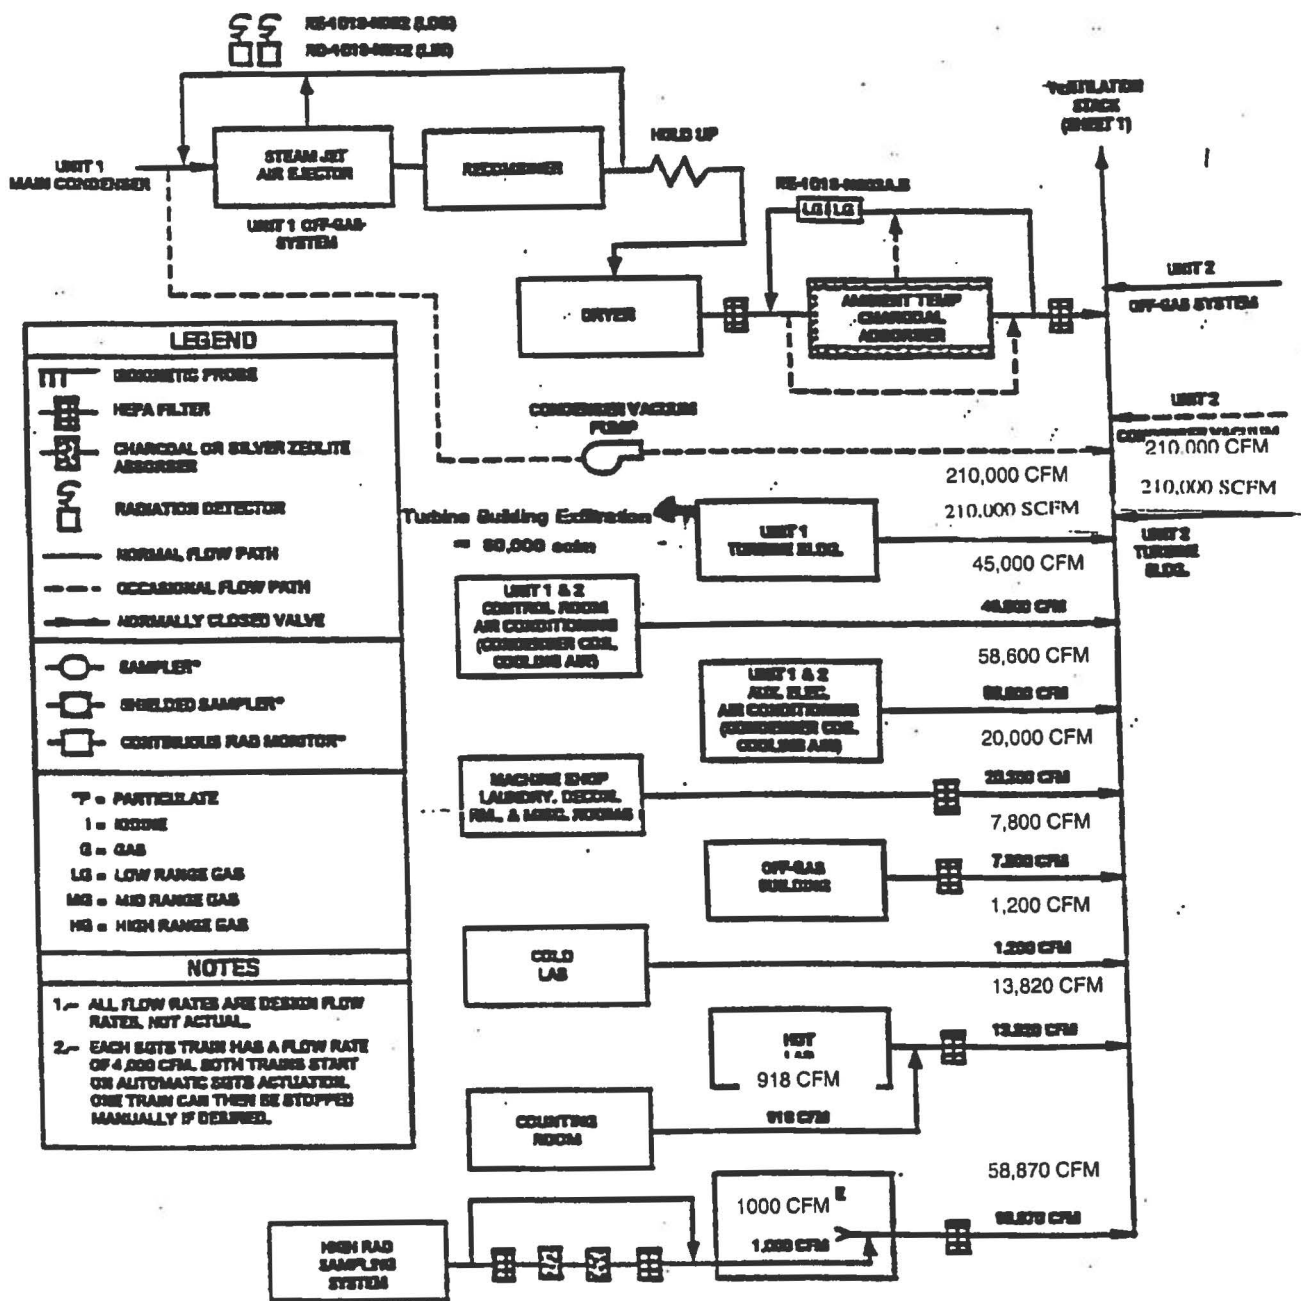 VENTILATION
STACK
(SHEET 1)
HOLD UP
UNIT 1
MAIN CONDENSER
STEAM JET
AIR EJECTOR
RECOMBINER
UNIT 1 OFF-GAS
SYSTEM
LG LG
DRYER
AMBIENT TEMP
CHARCOAL
ADSORBER
UNIT 2
OFF-GAS SYSTEM
CONDENSER VACUUM
PUMP
UNIT 2
CONDENSER VACUUM
210,000 CFM
210,000 CFM
210,000 SCFM
210,000 SCFM
Turbine Building Exfiltration
UNIT 1
TURBINE BLDG.
UNIT 2
TURBINE
BLDG.
45,000 CFM
UNIT 1 & 2
CONTROL ROOM
AIR CONDITIONING
(CONDENSER COIL
COOLING AIR)
58,600 CFM
UNIT 1 & 2
AUX. ELEC.
AIR CONDITIONING
(CONDENSER COIL
COOLING AIR)
20,000 CFM
MACHINE SHOP
LAUNDRY, DECON,
RM., & MISC. ROOMS
7,800 CFM
OFF-GAS
BUILDING
1,200 CFM
COLD
LAB
1,200 CFM
13,820 CFM
HOT
LAB
918 CFM
COUNTING
ROOM
918 CFM
58,870 CFM
1000 CFM
1,000 CFM
HIGH RAD
SAMPLING
SYSTEM
LEGEND
ISOKINETIC PROBE
HEPA FILTER
CHARCOAL OR SILVER ZEOLITE
ABSORBER
RADIATION DETECTOR
NORMAL FLOW PATH
OCCASIONAL FLOW PATH
NORMALLY CLOSED VALVE
SAMPLER*
SHIELDED SAMPLER*
CONTINUOUS RAD MONITOR*
*P = PARTICULATE
I = IODINE
G = GAS
LG = LOW RANGE GAS
MG = MID RANGE GAS
HG = HIGH RANGE GAS
NOTES
1.- ALL FLOW RATES ARE DESIGN FLOW
RATES, NOT ACTUAL.
2.- EACH SGTS TRAIN HAS A FLOW RATE
OF 4,000 CFM. BOTH TRAINS START
ON AUTOMATIC SGTS ACTUATION.
ONE TRAIN CAN THEN BE STOPPED
MANUALLY IF DESIRED.